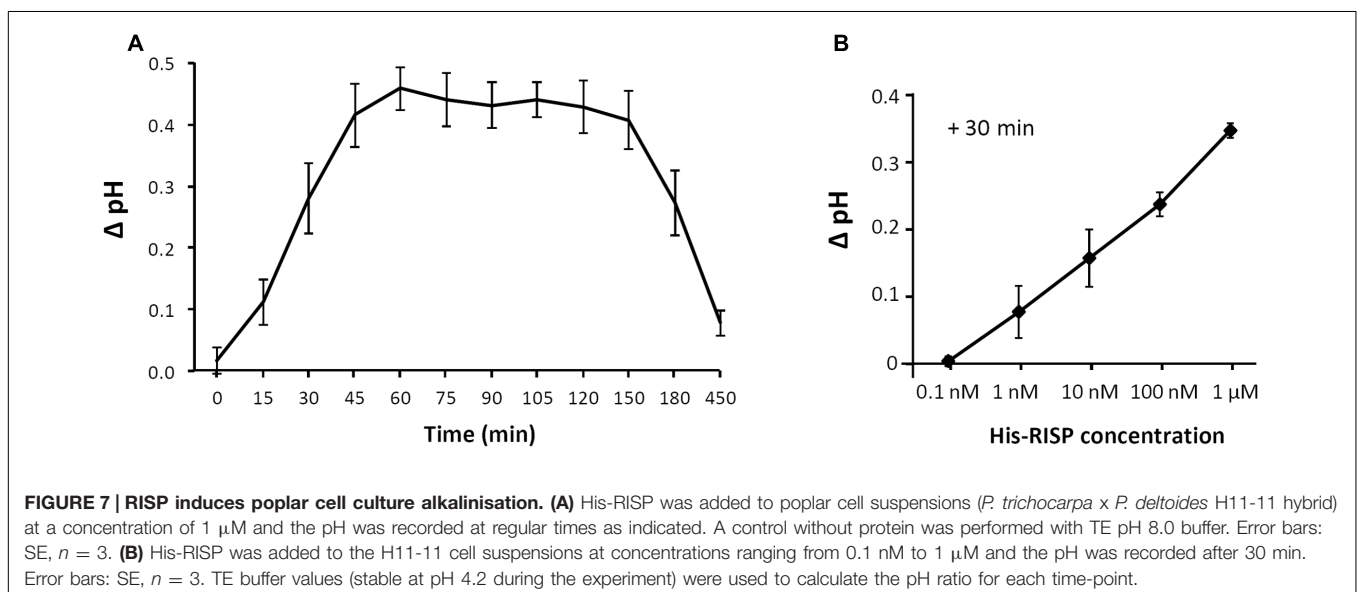 A
0.5
0.4
0.3
0.2
0.1
0.0
Δ pH
0 15 30 45 60 75 90 105 120 150 180 450
Time (min)
B
0.4
0.3
0.2
0.1
0
Δ pH
+ 30 min
0.1 nM 1 nM 10 nM 100 nM 1 µM
His-RISP concentration
FIGURE 7 | RISP induces poplar cell culture alkalinisation. (A) His-RISP was added to poplar cell suspensions (P. trichocarpa x P. deltoides H11-11 hybrid)
at a concentration of 1 μM and the pH was recorded at regular times as indicated. A control without protein was performed with TE pH 8.0 buffer. Error bars:
SE, n = 3. (B) His-RISP was added to the H11-11 cell suspensions at concentrations ranging from 0.1 nM to 1 μM and the pH was recorded after 30 min.
Error bars: SE, n = 3. TE buffer values (stable at pH 4.2 during the experiment) were used to calculate the pH ratio for each time-point.